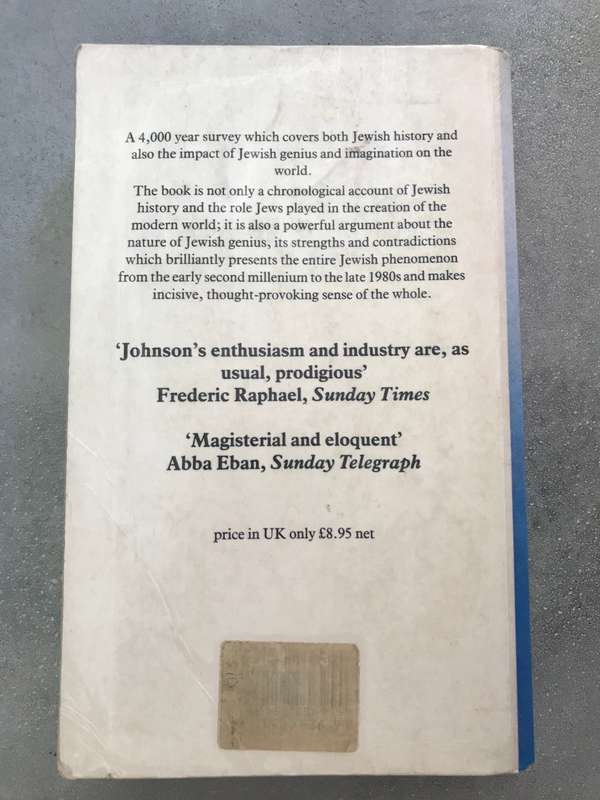 A 4,000 year survey which covers both Jewish history and
also the impact of Jewish genius and imagination on the
world.
The book is not only a chronological account of Jewish
history and the role Jews played in the creation of the
modern world; it is also a powerful argument about the
nature of Jewish genius, its strengths and contradictions
which brilliantly presents the entire Jewish phenomenon
from the early second millenium to the late 1980s and makes
incisive, thought-provoking sense of the whole.
‘Johnson’s enthusiasm and industry are, as
usual, prodigious’
Frederic Raphael, Sunday Times
‘Magisterial and eloquent’
Abba Eban, Sunday Telegraph
price in UK only £8.95 net